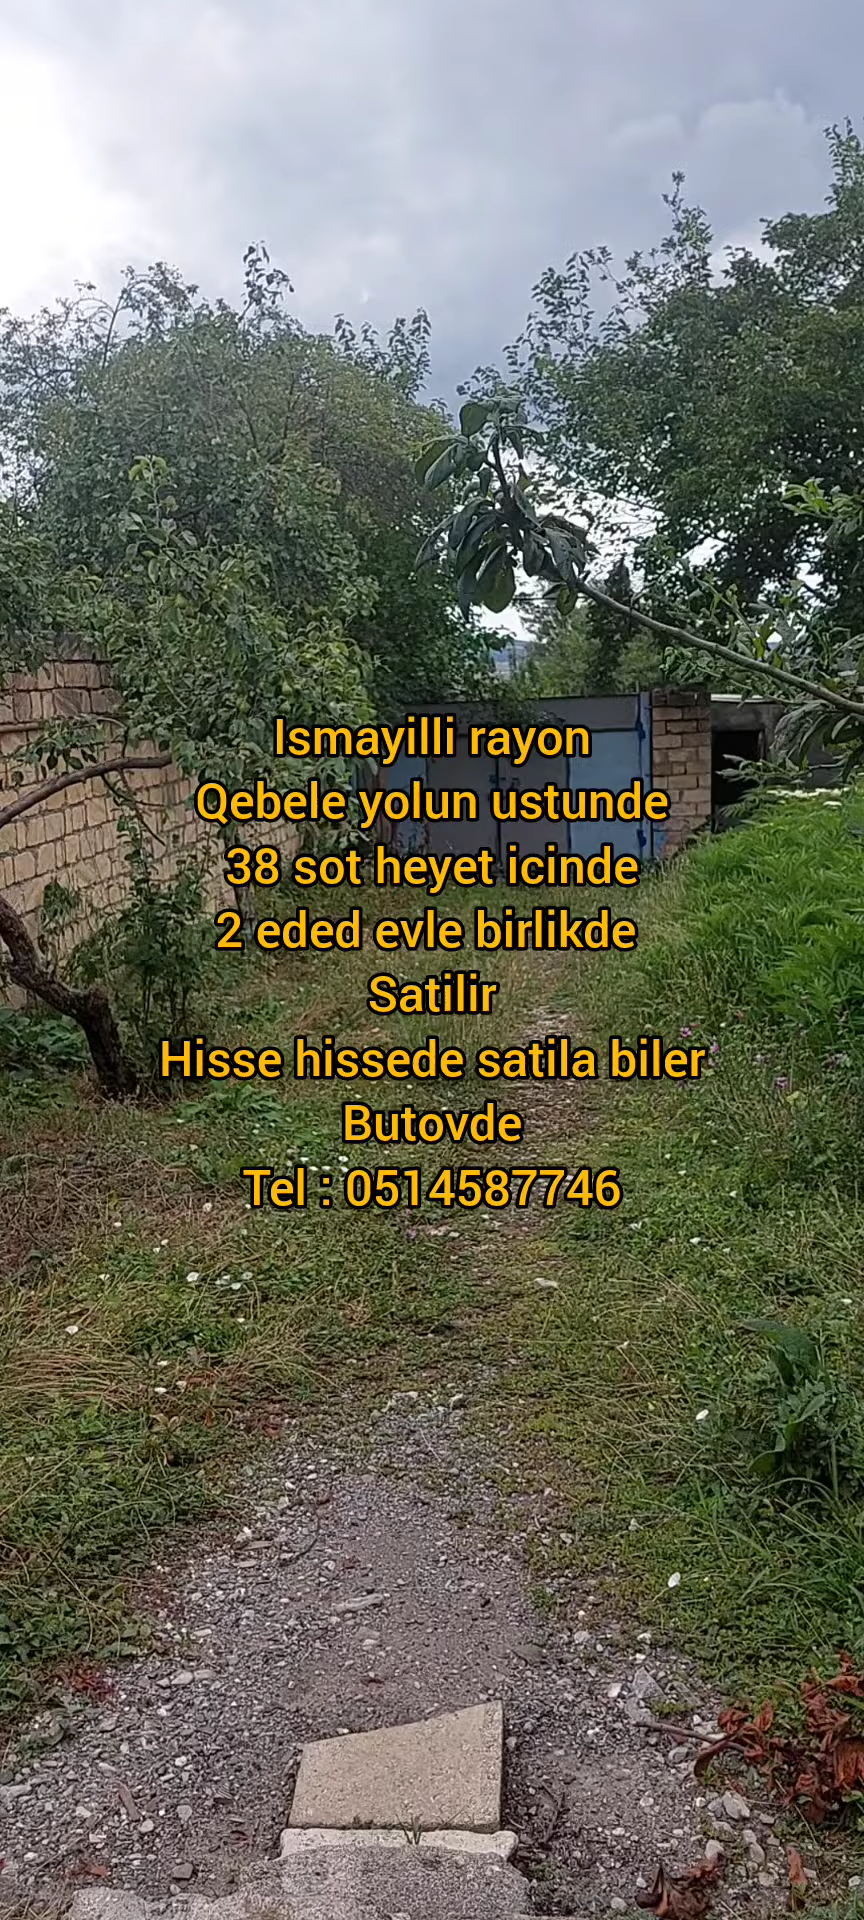 Ismayilli rayon
Qebele yolun ustunde
38 sot heyet icinde
2 eded evle birlikde
Satilir
Hisse hissede satila biler
Butovde
Tel : 0514587746